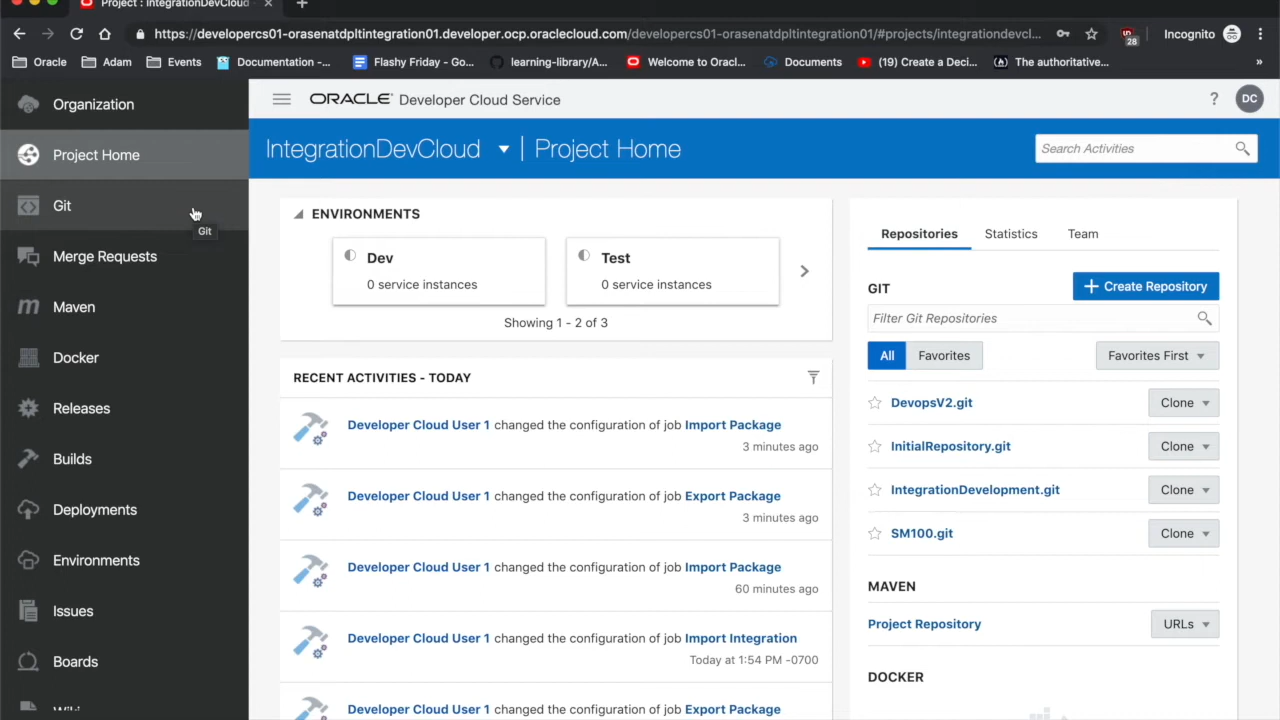 Project : IntegrationDevCloud
https://developercs01-orasenatdpltintegration01.developer.ocp.oraclecloud.com/developercs01-orasenatdpltintegration01/#projects/integrationdevcl...
28
Incognito
Oracle
Adam
Events
Documentation -...
Flashy Friday - Go...
learning-library/A...
Welcome to Oracl...
Documents
(19) Create a Deci...
The authoritative...
»
Organization
Project Home
Git
Git
Merge Requests
Maven
Docker
Releases
Builds
Deployments
Environments
Issues
Boards
Wiki
ORACLE® Developer Cloud Service
?
DC
IntegrationDevCloud | Project Home
Search Activities
ENVIRONMENTS
Dev
0 service instances
Test
0 service instances
Showing 1 - 2 of 3
RECENT ACTIVITIES - TODAY
Developer Cloud User 1 changed the configuration of job Import Package
3 minutes ago
Developer Cloud User 1 changed the configuration of job Export Package
3 minutes ago
Developer Cloud User 1 changed the configuration of job Import Package
60 minutes ago
Developer Cloud User 1 changed the configuration of job Import Integration
Today at 1:54 PM -0700
Developer Cloud User 1 changed the configuration of job Export Package
Repositories
Statistics
Team
GIT
Create Repository
Filter Git Repositories
All
Favorites
Favorites First
DevopsV2.git
Clone
InitialRepository.git
Clone
IntegrationDevelopment.git
Clone
SM100.git
Clone
MAVEN
Project Repository
URLs
DOCKER